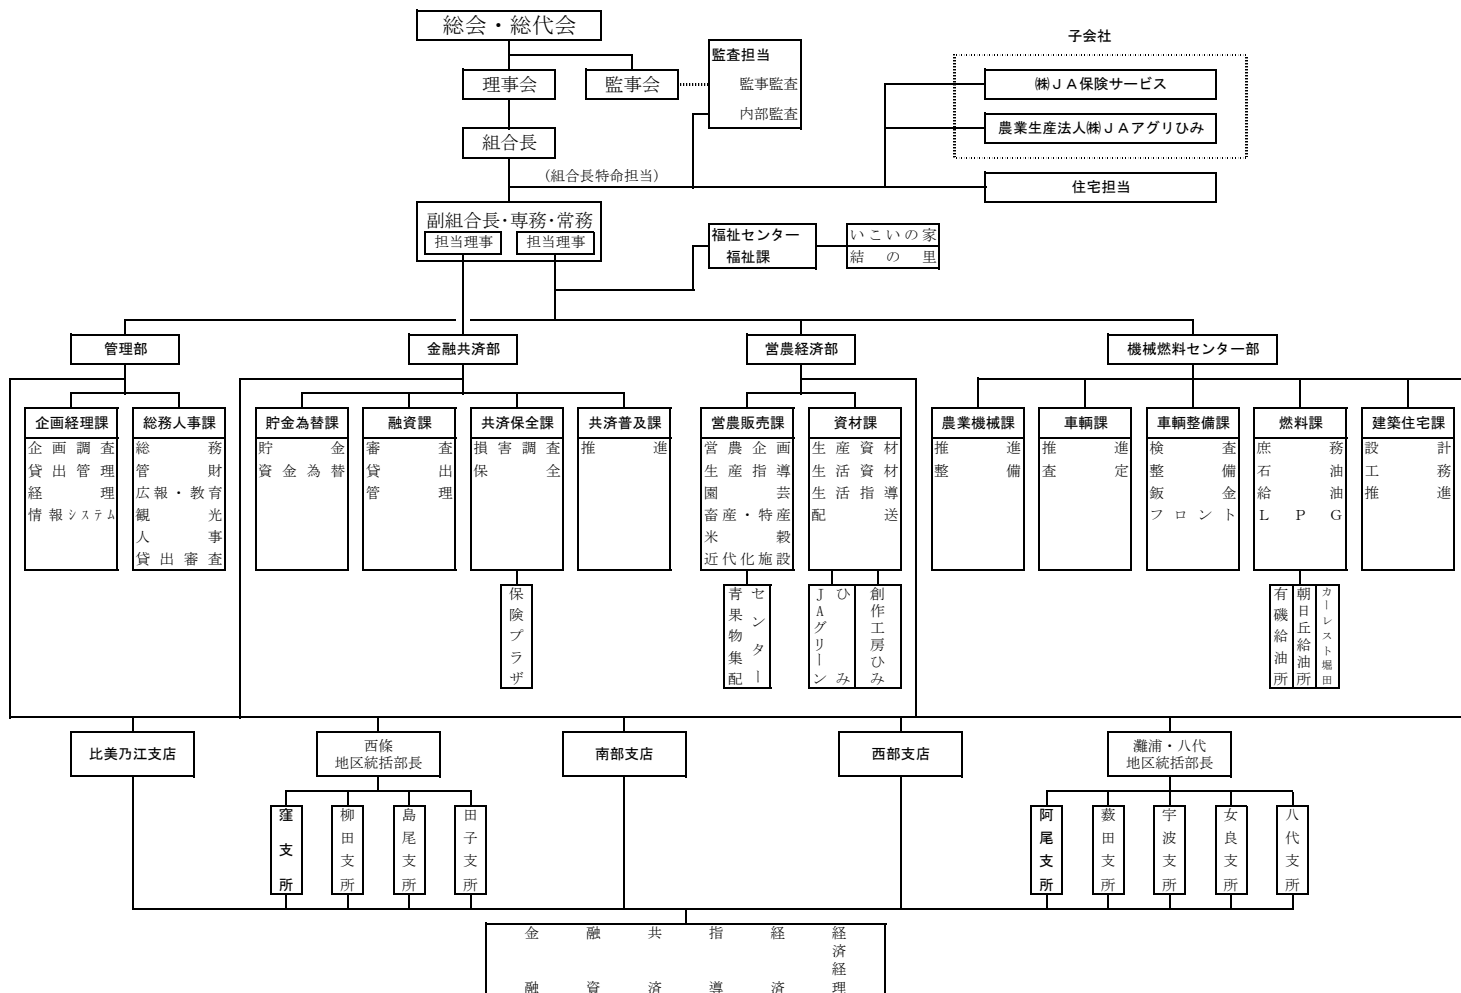 総会・総代会
理事会
監事会
監査担当
監事監査
内部監査
子会社
㈱ＪＡ保険サービス
農業生産法人㈱ＪＡアグリひみ
組合長
(組合長特命担当)
住宅担当
副組合長・専務・常務
担当理事
担当理事
福祉センター
福祉課
いこいの家
結の里
管理部
金融共済部
営農経済部
機械燃料センター部
企画経理課
企画調査
貸出管理
経理
情報システム
総務人事課
総務
管財
広報・教育
観光
人事
貸出審査
貯金為替課
貯金
資金為替
融資課
審査
貸出
管理
共済保全課
損害調査
保全
共済普及課
推進
営農販売課
営農企画
生産指導
園芸
畜産・特産
米穀
近代化施設
資材課
生産資材
生活資材
生活指導
配送
農業機械課
推進
整備
車輌課
推進
査定
車輌整備課
検査
整備
鈑金
フロント
燃料課
庶務
石油
給油
ＬＰＧ
建築住宅課
設計
工務
推進
保険プラザ
青果物集配
センター
ＪAグリーン
ひみ
創作工房ひみ
有磯給油所
朝日丘給油所
カーレスト堀田
比美乃江支店
西條
地区統括部長
南部支店
西部支店
灘浦・八代
地区統括部長
窪支所
柳田支所
島尾支所
田子支所
阿尾支所
薮田支所
宇波支所
女良支所
八代支所
金融
融資
共済
指導
経済
経済経理